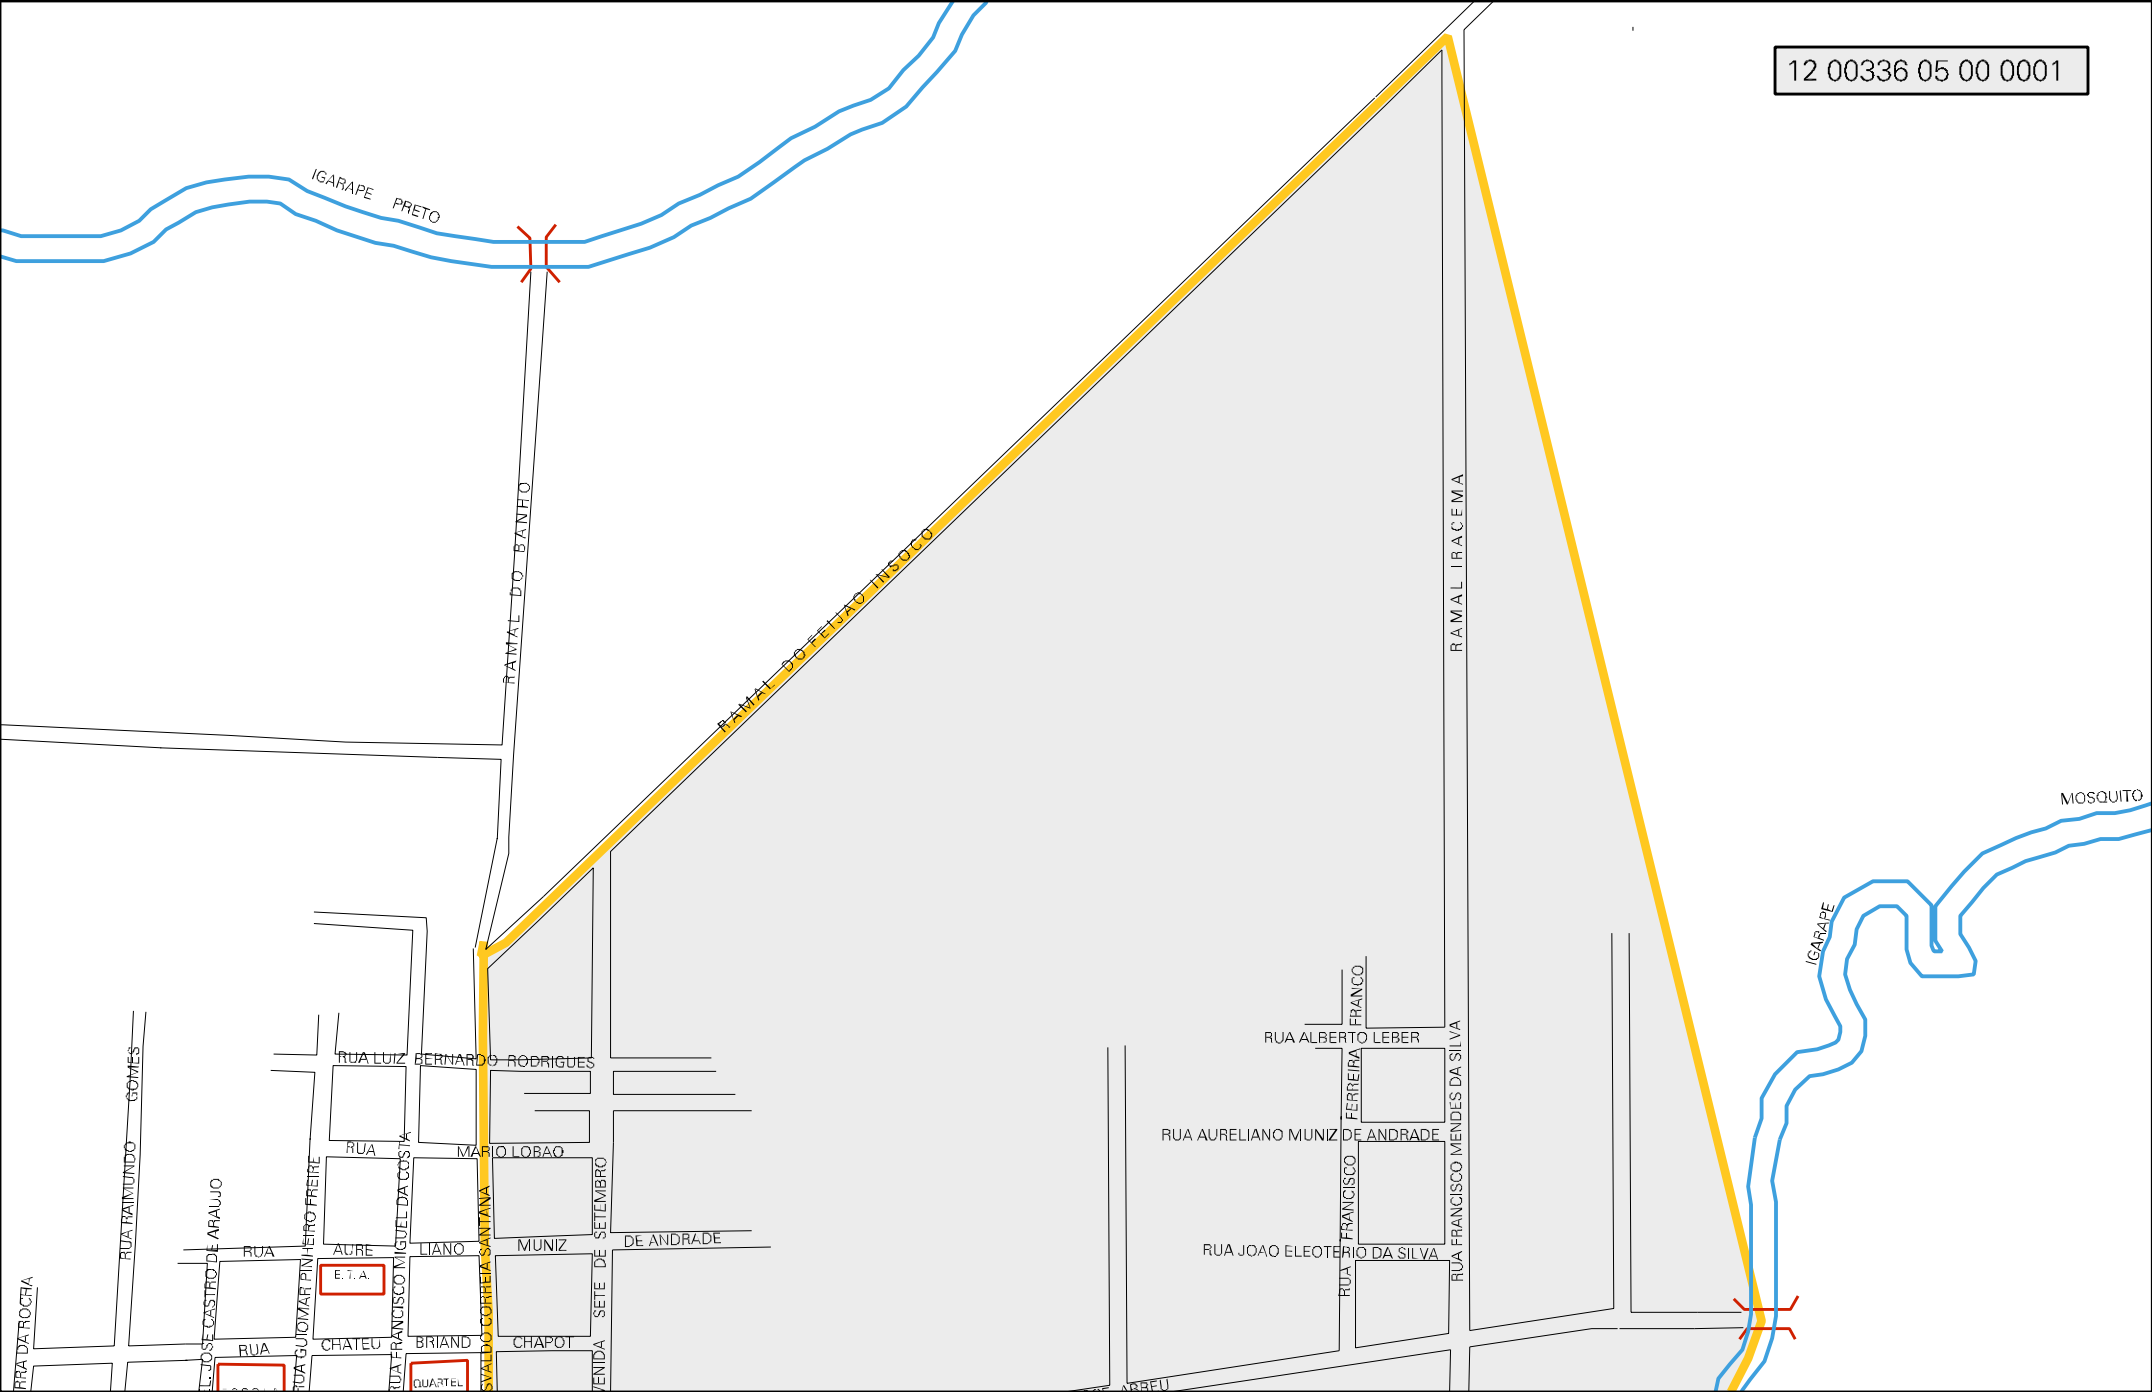 12 00336 05 00 0001
IGARAPE PRETO
RAMAL DO BANHO
RAMAL DO FEIJAO INSOCO
RAMAL IRACEMA
MOSQUITO
IGARAPE
FRANCO
RUA ALBERTO LEBER
RUA LUIZ BERNARDO RODRIGUES
GOMES
FERREIRA
RUA FRANCISCO MENDES DA SILVA
RUA AURELIANO MUNIZ DE ANDRADE
RUA MARIO LOBAO
RUA RAIMUNDO
RUA GUIOMAR PINHEIRO FREIRE
RUA FRANCISCO MIGUEL DA COSTA
SVALDO CORREIA SANTANA
VENIDA SETE DE SETEMBRO
L. JOSE CASTRO DE ARAUJO
RUA FRANCISCO
RUA AURE LIANO MUNIZ DE ANDRADE
RUA JOAO ELEOTERIO DA SILVA
E.T.A.
RRA DA ROCHA
RUA CHATEU BRIAND CHAPOT
QUARTEL
ABREU